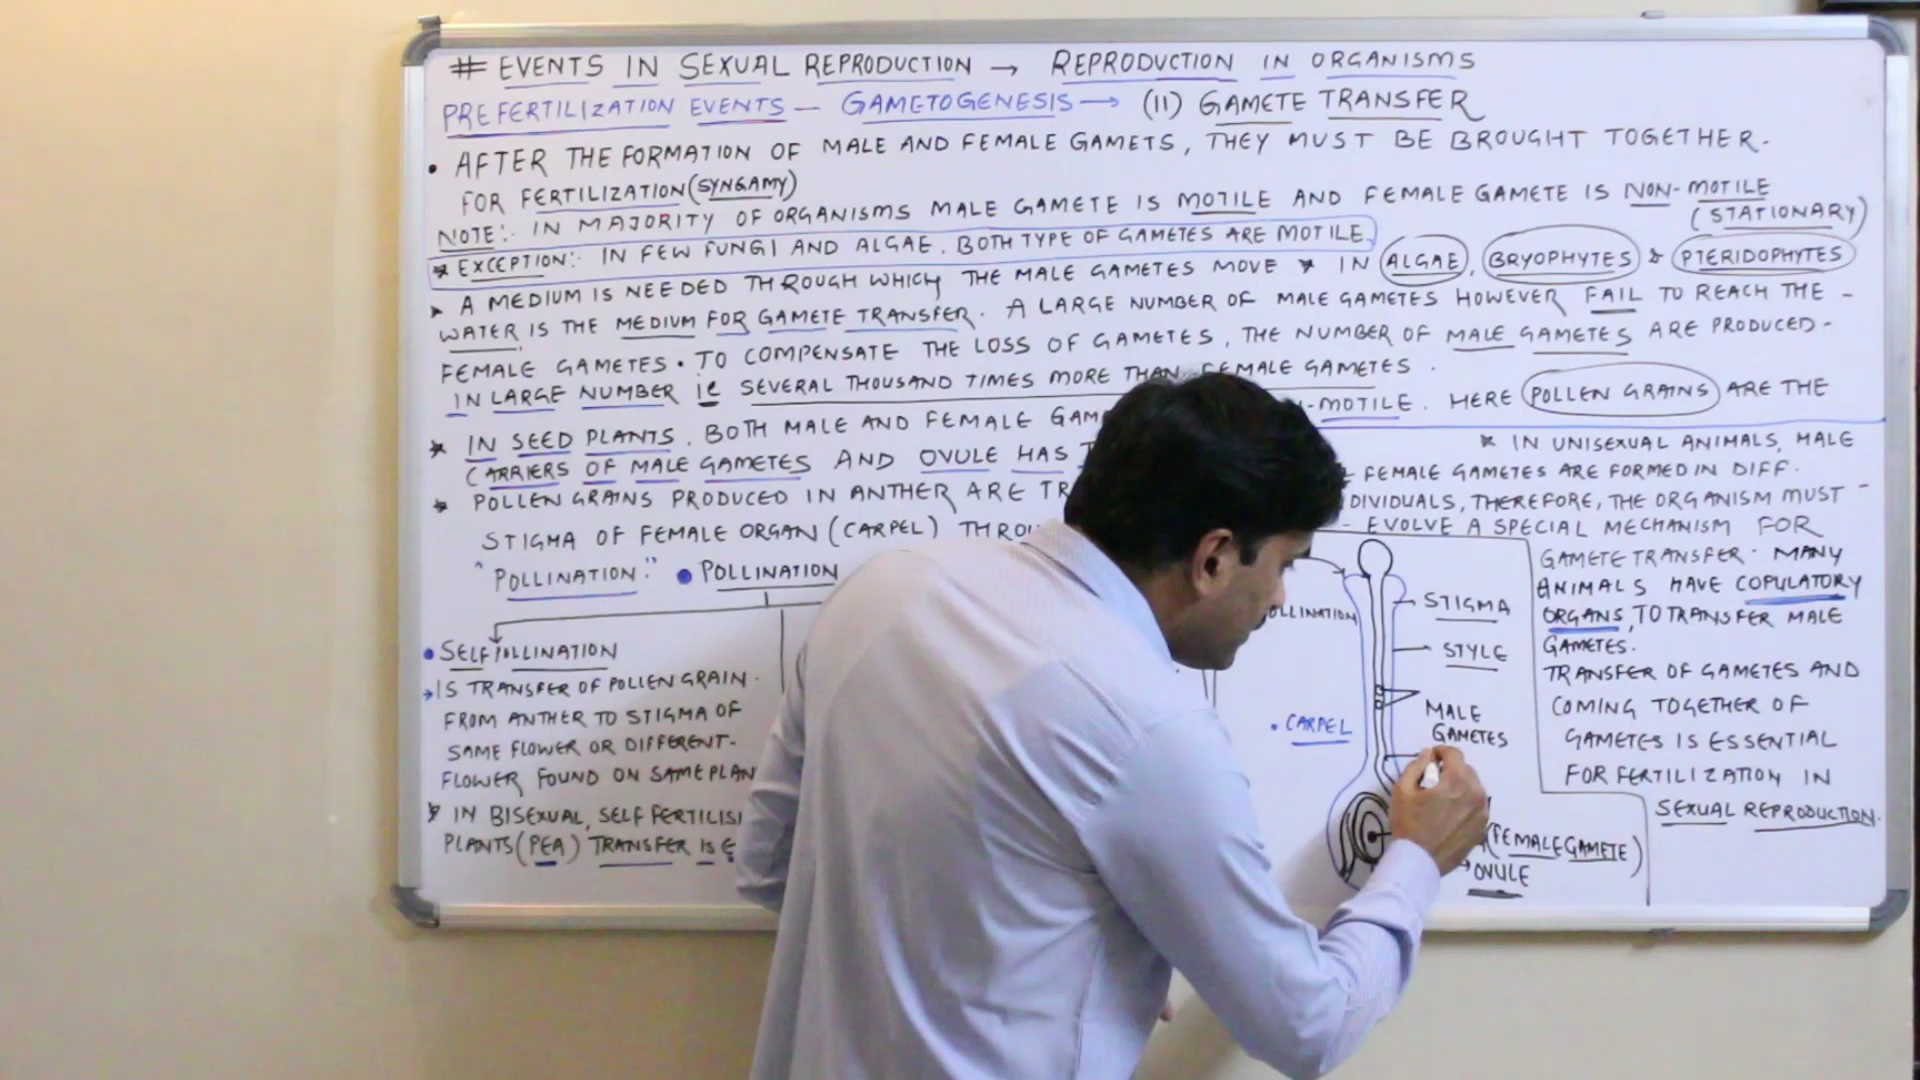 # EVENTS IN SEXUAL REPRODUCTION → REPRODUCTION IN ORGANISMS
PREFERTILIZATION EVENTS — GAMETOGENESIS → (II) GAMETE TRANSFER
• AFTER THE FORMATION OF MALE AND FEMALE GAMETS, THEY MUST BE BROUGHT TOGETHER.
FOR FERTILIZATION (SYNGAMY)
NOTE:- IN MAJORITY OF ORGANISMS MALE GAMETE IS MOTILE AND FEMALE GAMETE IS NON-MOTILE
(STATIONARY)
* EXCEPTION:- IN FEW FUNGI AND ALGAE. BOTH TYPE OF GAMETES ARE MOTILE
➤ A MEDIUM IS NEEDED THROUGH WHICH THE MALE GAMETES MOVE * IN ALGAE, BRYOPHYTES & PTERIDOPHYTES
WATER IS THE MEDIUM FOR GAMETE TRANSFER. A LARGE NUMBER OF MALE GAMETES HOWEVER FAIL TO REACH THE -
FEMALE GAMETES. TO COMPENSATE THE LOSS OF GAMETES, THE NUMBER OF MALE GAMETES ARE PRODUCED -
IN LARGE NUMBER ie SEVERAL THOUSAND TIMES MORE THAN FEMALE GAMETES.
* IN SEED PLANTS, BOTH MALE AND FEMALE GAM -MOTILE. HERE POLLEN GRAINS ARE THE
CARRIERS OF MALE GAMETES AND OVULE HAS
* POLLEN GRAINS PRODUCED IN ANTHER ARE TR
STIGMA OF FEMALE ORGAN (CARPEL) THRO
"POLLINATION." • POLLINATION
• SELF POLLINATION
→ IS TRANSFER OF POLLEN GRAIN.
FROM ANTHER TO STIGMA OF
SAME FLOWER OR DIFFERENT-
FLOWER FOUND ON SAME PLAN
* IN BISEXUAL, SELF FERTILISI
PLANTS (PEA) TRANSFER IS
OLLINATION
• CARPEL
STIGMA
STYLE
MALE
GAMETES
(FEMALE GAMETE)
OVULE
* IN UNISEXUAL ANIMALS, MALE
FEMALE GAMETES ARE FORMED IN DIFF.
DIVIDUALS, THEREFORE, THE ORGANISM MUST -
- EVOLVE A SPECIAL MECHANISM FOR
GAMETE TRANSFER. MANY
ANIMALS HAVE COPULATORY
ORGANS, TO TRANSFER MALE
GAMETES.
TRANSFER OF GAMETES AND
COMING TOGETHER OF
GAMETES IS ESSENTIAL
FOR FERTILIZATION IN
SEXUAL REPRODUCTION.